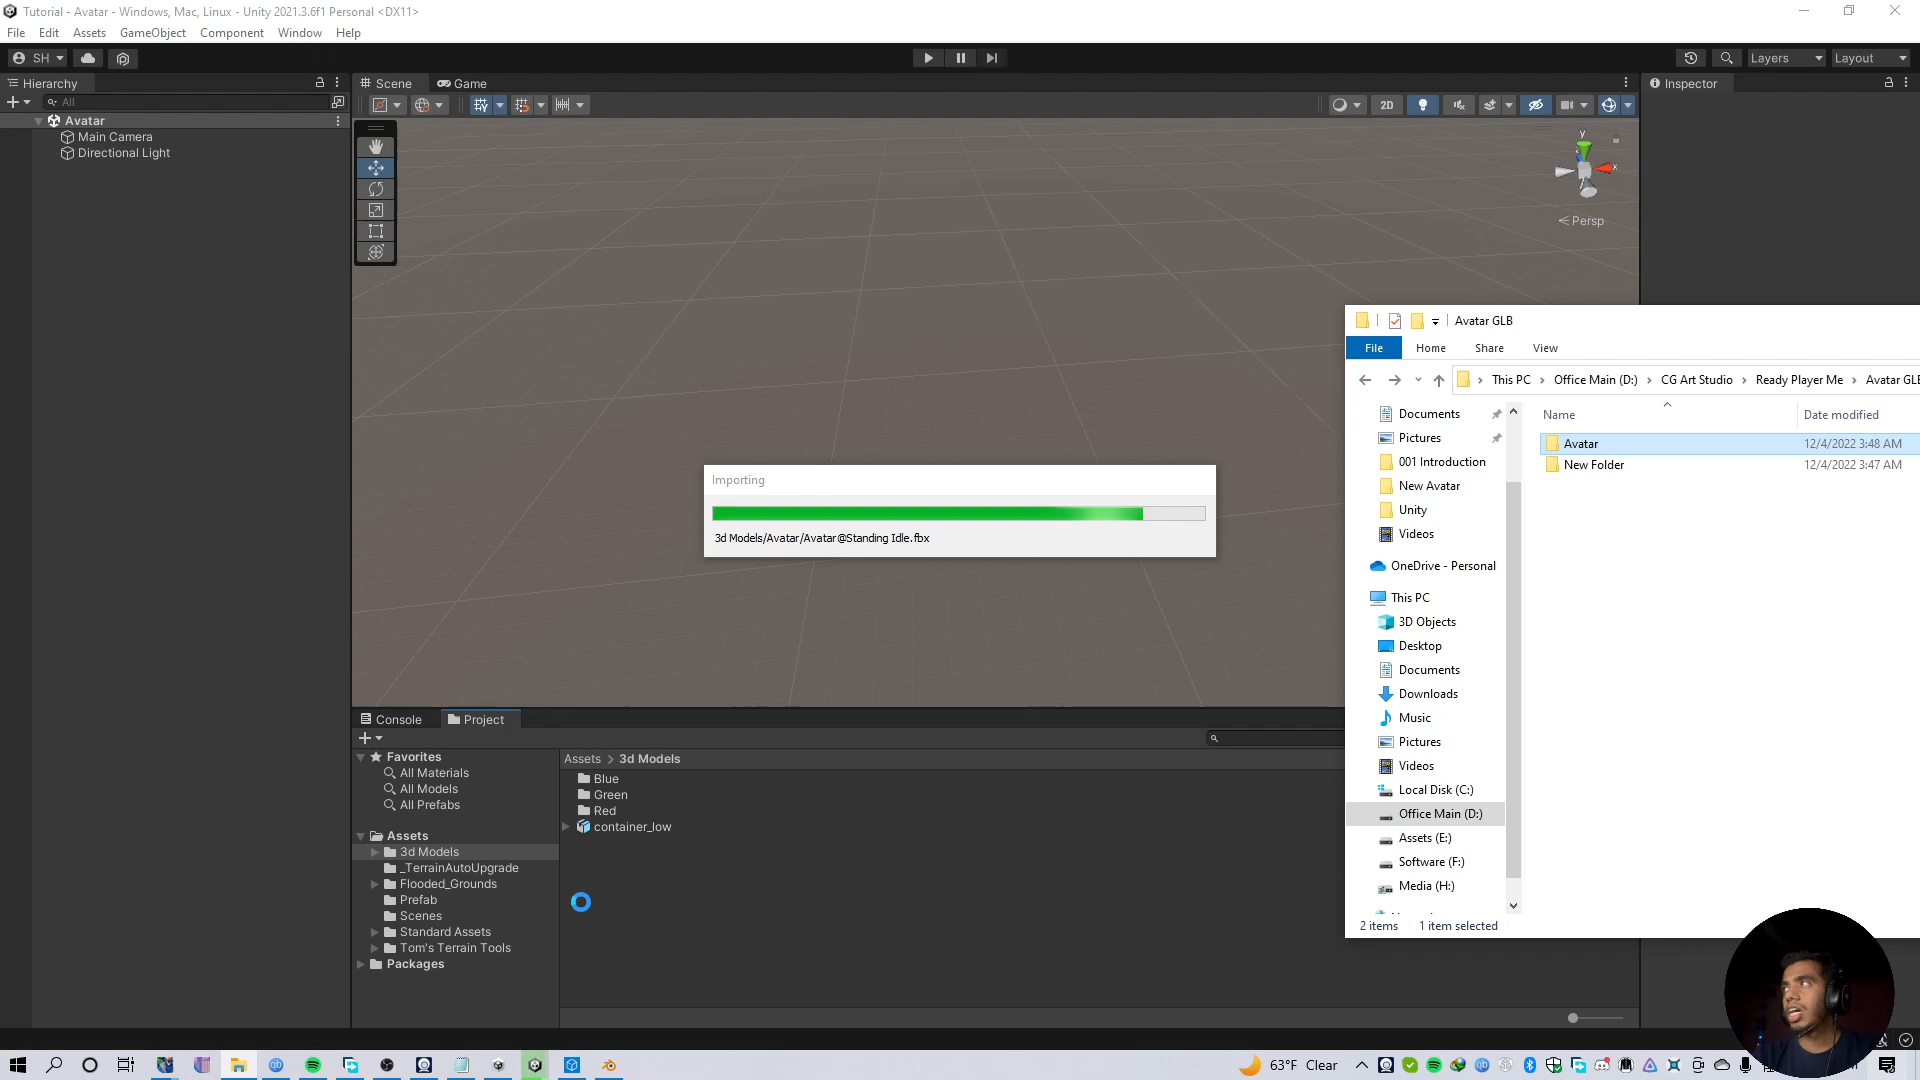 Tutorial - Avatar - Windows, Mac, Linux - Unity 2021.3.6f1 Personal <DX11>
File Edit Assets GameObject Component Window Help
SH Layers Layout
Hierarchy
All
Avatar
Main Camera
Directional Light
Scene Game
2D
y
x
Persp
Inspector
Importing
3d Models/Avatar/Avatar@Standing Idle.fbx
Avatar GLB
File Home Share View
This PC Office Main (D:) CG Art Studio Ready Player Me Avatar GLB
Name Date modified
Avatar 12/4/2022 3:48 AM
New Folder 12/4/2022 3:47 AM
Documents
Pictures
001 Introduction
New Avatar
Unity
Videos
OneDrive - Personal
This PC
3D Objects
Desktop
Documents
Downloads
Music
Pictures
Videos
Local Disk (C:)
Office Main (D:)
Assets (E:)
Software (F:)
Media (H:)
2 items 1 item selected
Console Project
Favorites
All Materials
All Models
All Prefabs
Assets
3d Models
_TerrainAutoUpgrade
Flooded_Grounds
Prefab
Scenes
Standard Assets
Tom's Terrain Tools
Packages
Assets > 3d Models
Blue
Green
Red
container_low
63°F Clear